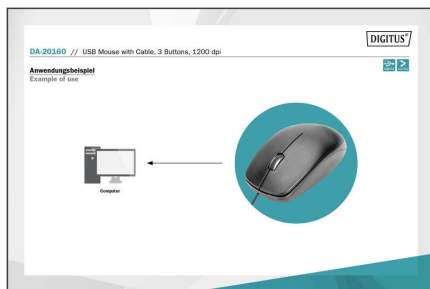 DIGITUS®
DA-20160 // USB Mouse with Cable, 3 Buttons, 1200 dpi
Anwendungsbeispiel
Example of use
Computer